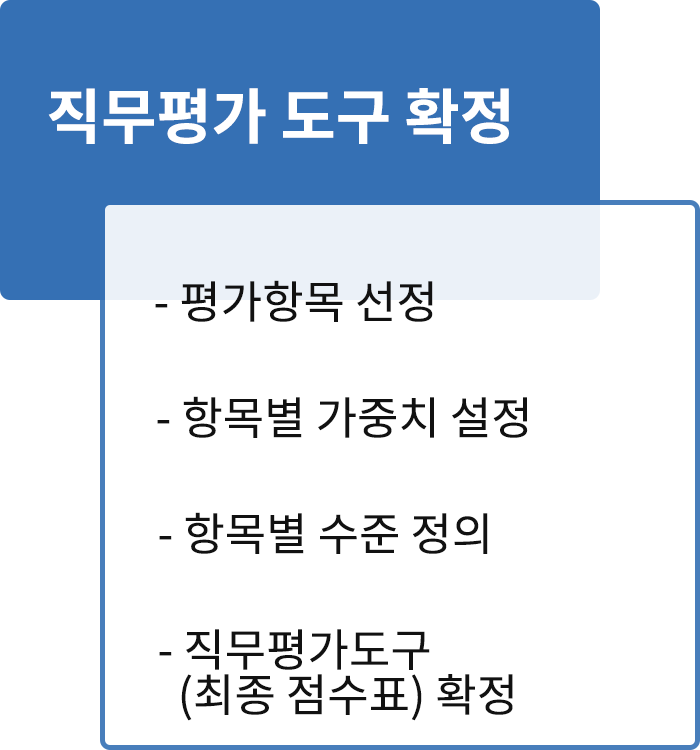 직무평가 도구 확정
- 평가항목 선정
- 항목별 가중치 설정
- 항목별 수준 정의
- 직무평가도구
(최종 점수표) 확정